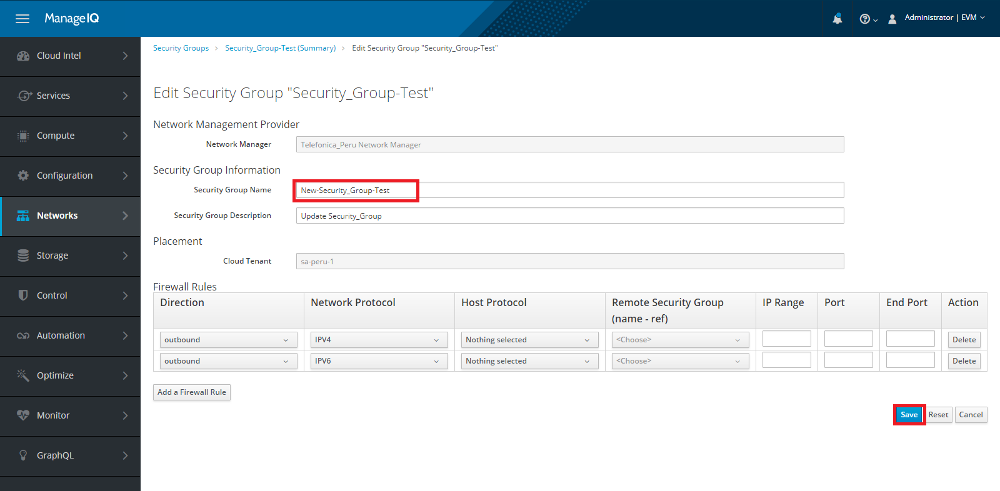 ManageIQ
Administrator | EVM
Cloud Intel
Services
Compute
Configuration
Networks
Storage
Control
Automation
Optimize
Monitor
GraphQL
Security Groups > Security_Group-Test (Summary) > Edit Security Group "Security_Group-Test"
Edit Security Group "Security_Group-Test"
Network Management Provider
Network Manager Telefonica_Peru Network Manager
Security Group Information
Security Group Name New-Security_Group-Test
Security Group Description Update Security_Group
Placement
Cloud Tenant sa-peru-1
Firewall Rules
Direction Network Protocol Host Protocol Remote Security Group (name - ref) IP Range Port End Port Action
outbound IPV4 Nothing selected <Choose> Delete
outbound IPV6 Nothing selected <Choose> Delete
Add a Firewall Rule
Save Reset Cancel